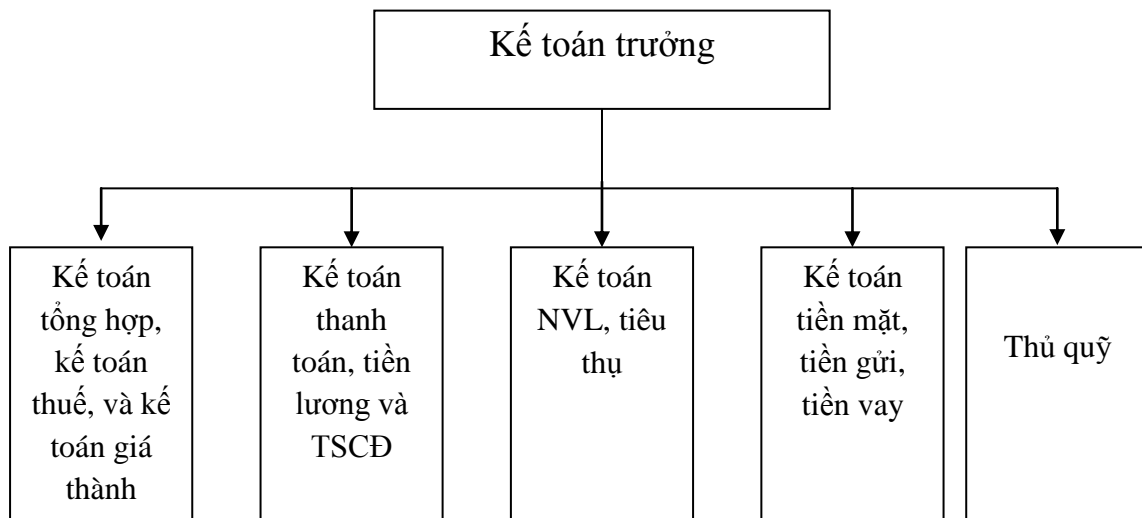 Kế toán trưởng
Kế toán
tổng hợp,
kế toán
thuế, và kế
toán giá
thành
Kế toán
thanh
toán, tiền
lương và
TSCĐ
Kế toán
NVL, tiêu
thụ
Kế toán
tiền mặt,
tiền gửi,
tiền vay
Thủ quỹ